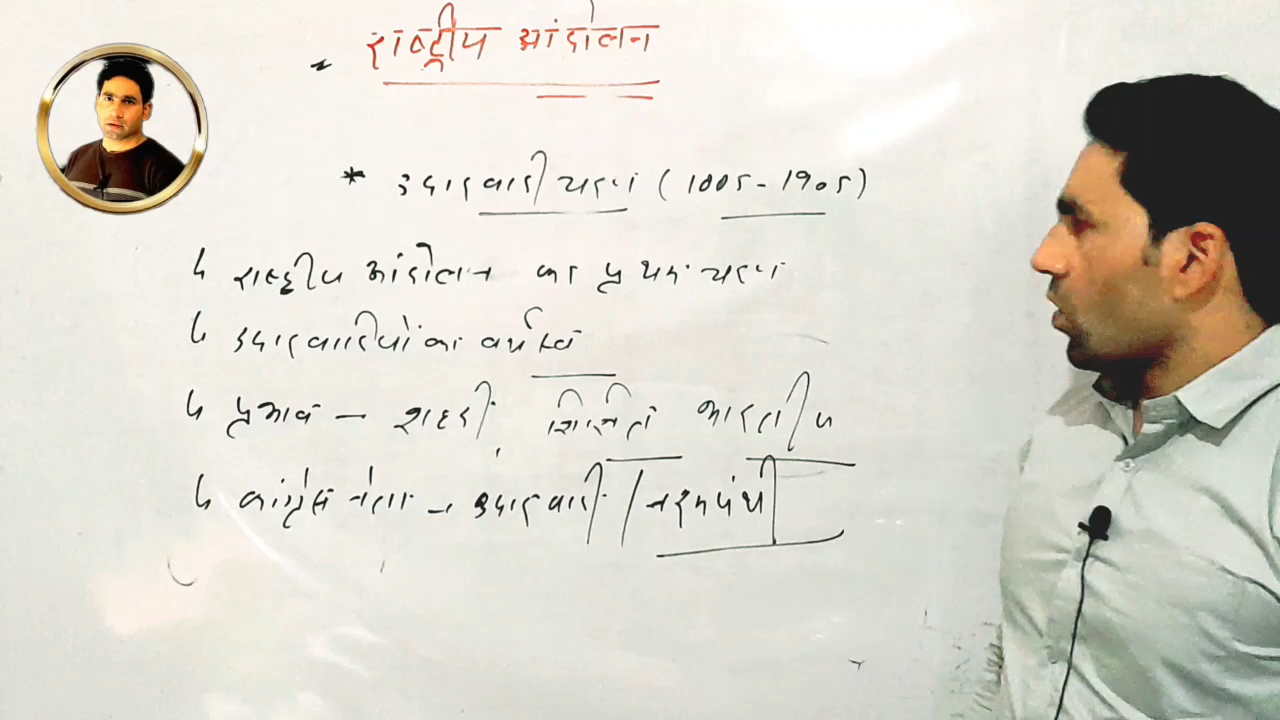 राष्ट्रीय आंदोलन
* उदारवादी चरण (1885-1905)
राष्ट्रीय आंदोलन का प्रथम चरण
उदारवादियों का वर्चस्व
प्रभाव - शहरी शिक्षित भारतीय
कांग्रेस नेता - उदारवादी / नरमपंथी